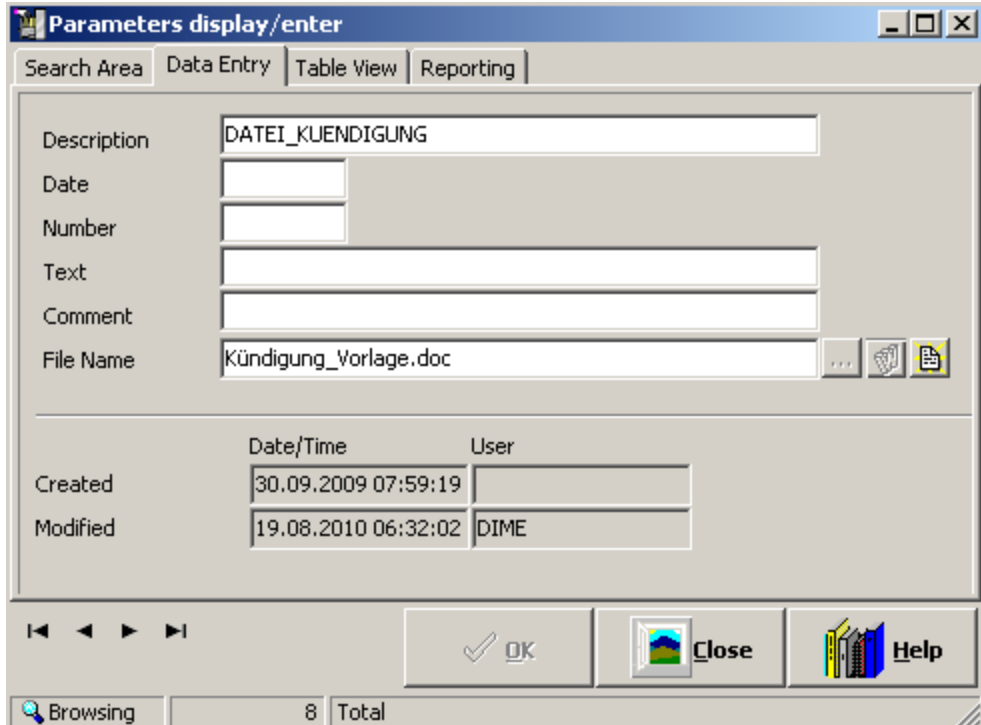 Parameters display/enter
Search Area Data Entry Table View Reporting
Description DATEI_KUENDIGUNG
Date
Number
Text
Comment
File Name Kündigung_Vorlage.doc ...
Date/Time User
Created 30.09.2009 07:59:19
Modified 19.08.2010 06:32:02 DIME
OK Close Help
Browsing 8 Total